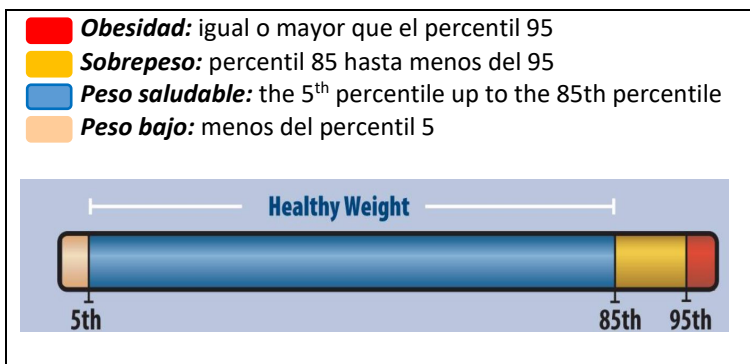 Obesidad: igual o mayor que el percentil 95
Sobrepeso: percentil 85 hasta menos del 95
Peso saludable: the 5th percentile up to the 85th percentile
Peso bajo: menos del percentil 5
Healthy Weight
5th 85th 95th